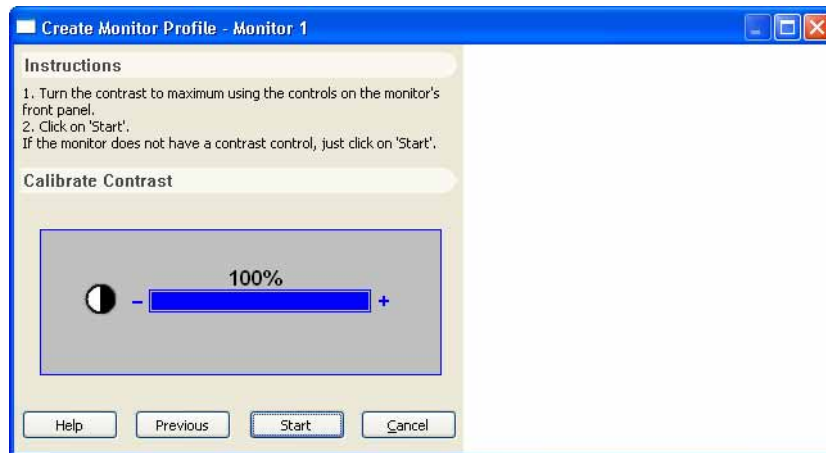 Create Monitor Profile - Monitor 1
Instructions
1. Turn the contrast to maximum using the controls on the monitor's
front panel.
2. Click on 'Start'.
If the monitor does not have a contrast control, just click on 'Start'.
Calibrate Contrast
100%
- +
Help Previous Start Cancel